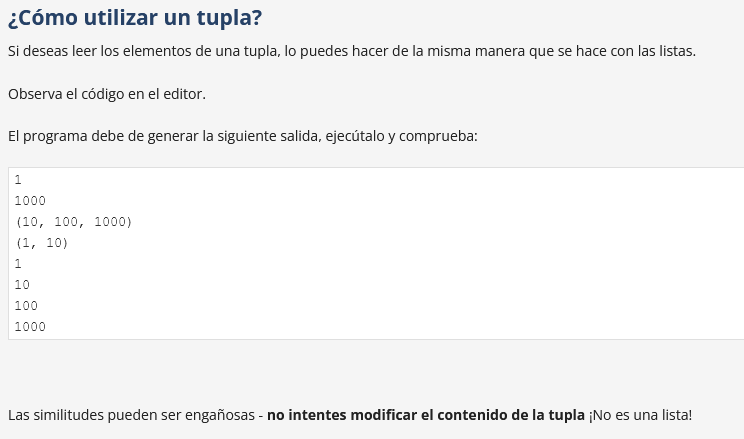 ¿Cómo utilizar un tupla?
Si deseas leer los elementos de una tupla, lo puedes hacer de la misma manera que se hace con las listas.
Observa el código en el editor.
El programa debe de generar la siguiente salida, ejecútalo y comprueba:
1
1000
(10, 100, 1000)
(1, 10)
1
10
100
1000
Las similitudes pueden ser engañosas - no intentes modificar el contenido de la tupla ¡No es una lista!